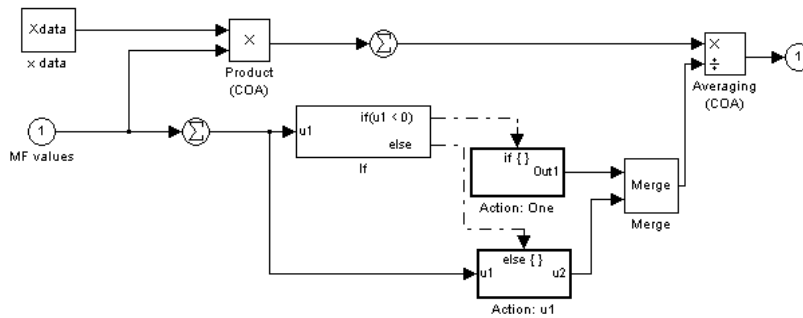 Xdata
x data
×
Product
(COA)
Σ
×
÷
Averaging
(COA)
1
1
MF values
Σ
u1
if(u1 < 0)
else
If
if { }
Out1
Action: One
Merge
Merge
else { }
u1
u2
Action: u1